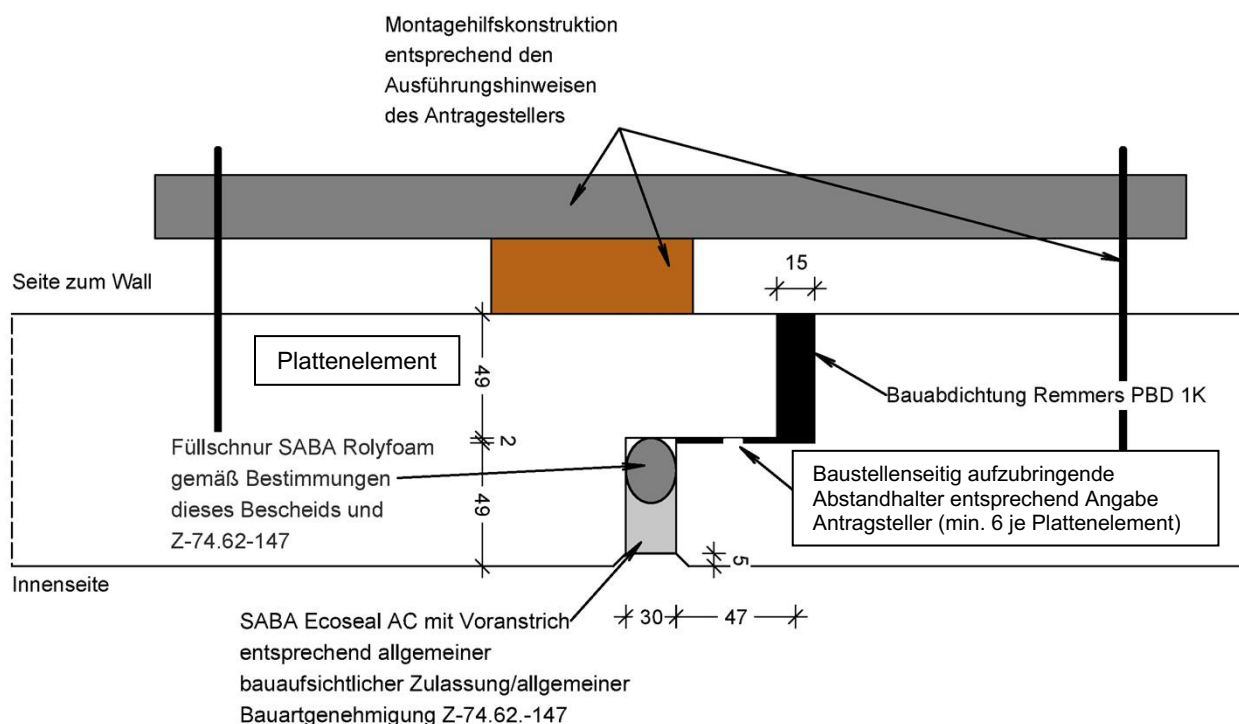 Montagehilfskonstruktion
entsprechend den
Ausführungshinweisen
des Antragestellers
15
Seite zum Wall
Plattenelement
49
Bauabdichtung Remmers PBD 1K
2
Füllschnur SABA Rolyfoam
gemäß Bestimmungen
dieses Bescheids und
Z-74.62-147
49
Baustellenseitig aufzubringende
Abstandhalter entsprechend Angabe
Antragsteller (min. 6 je Plattenelement)
5
Innenseite
30
47
SABA Ecoseal AC mit Voranstrich
entsprechend allgemeiner
bauaufsichtlicher Zulassung/allgemeiner
Bauartgenehmigung Z-74.62.-147